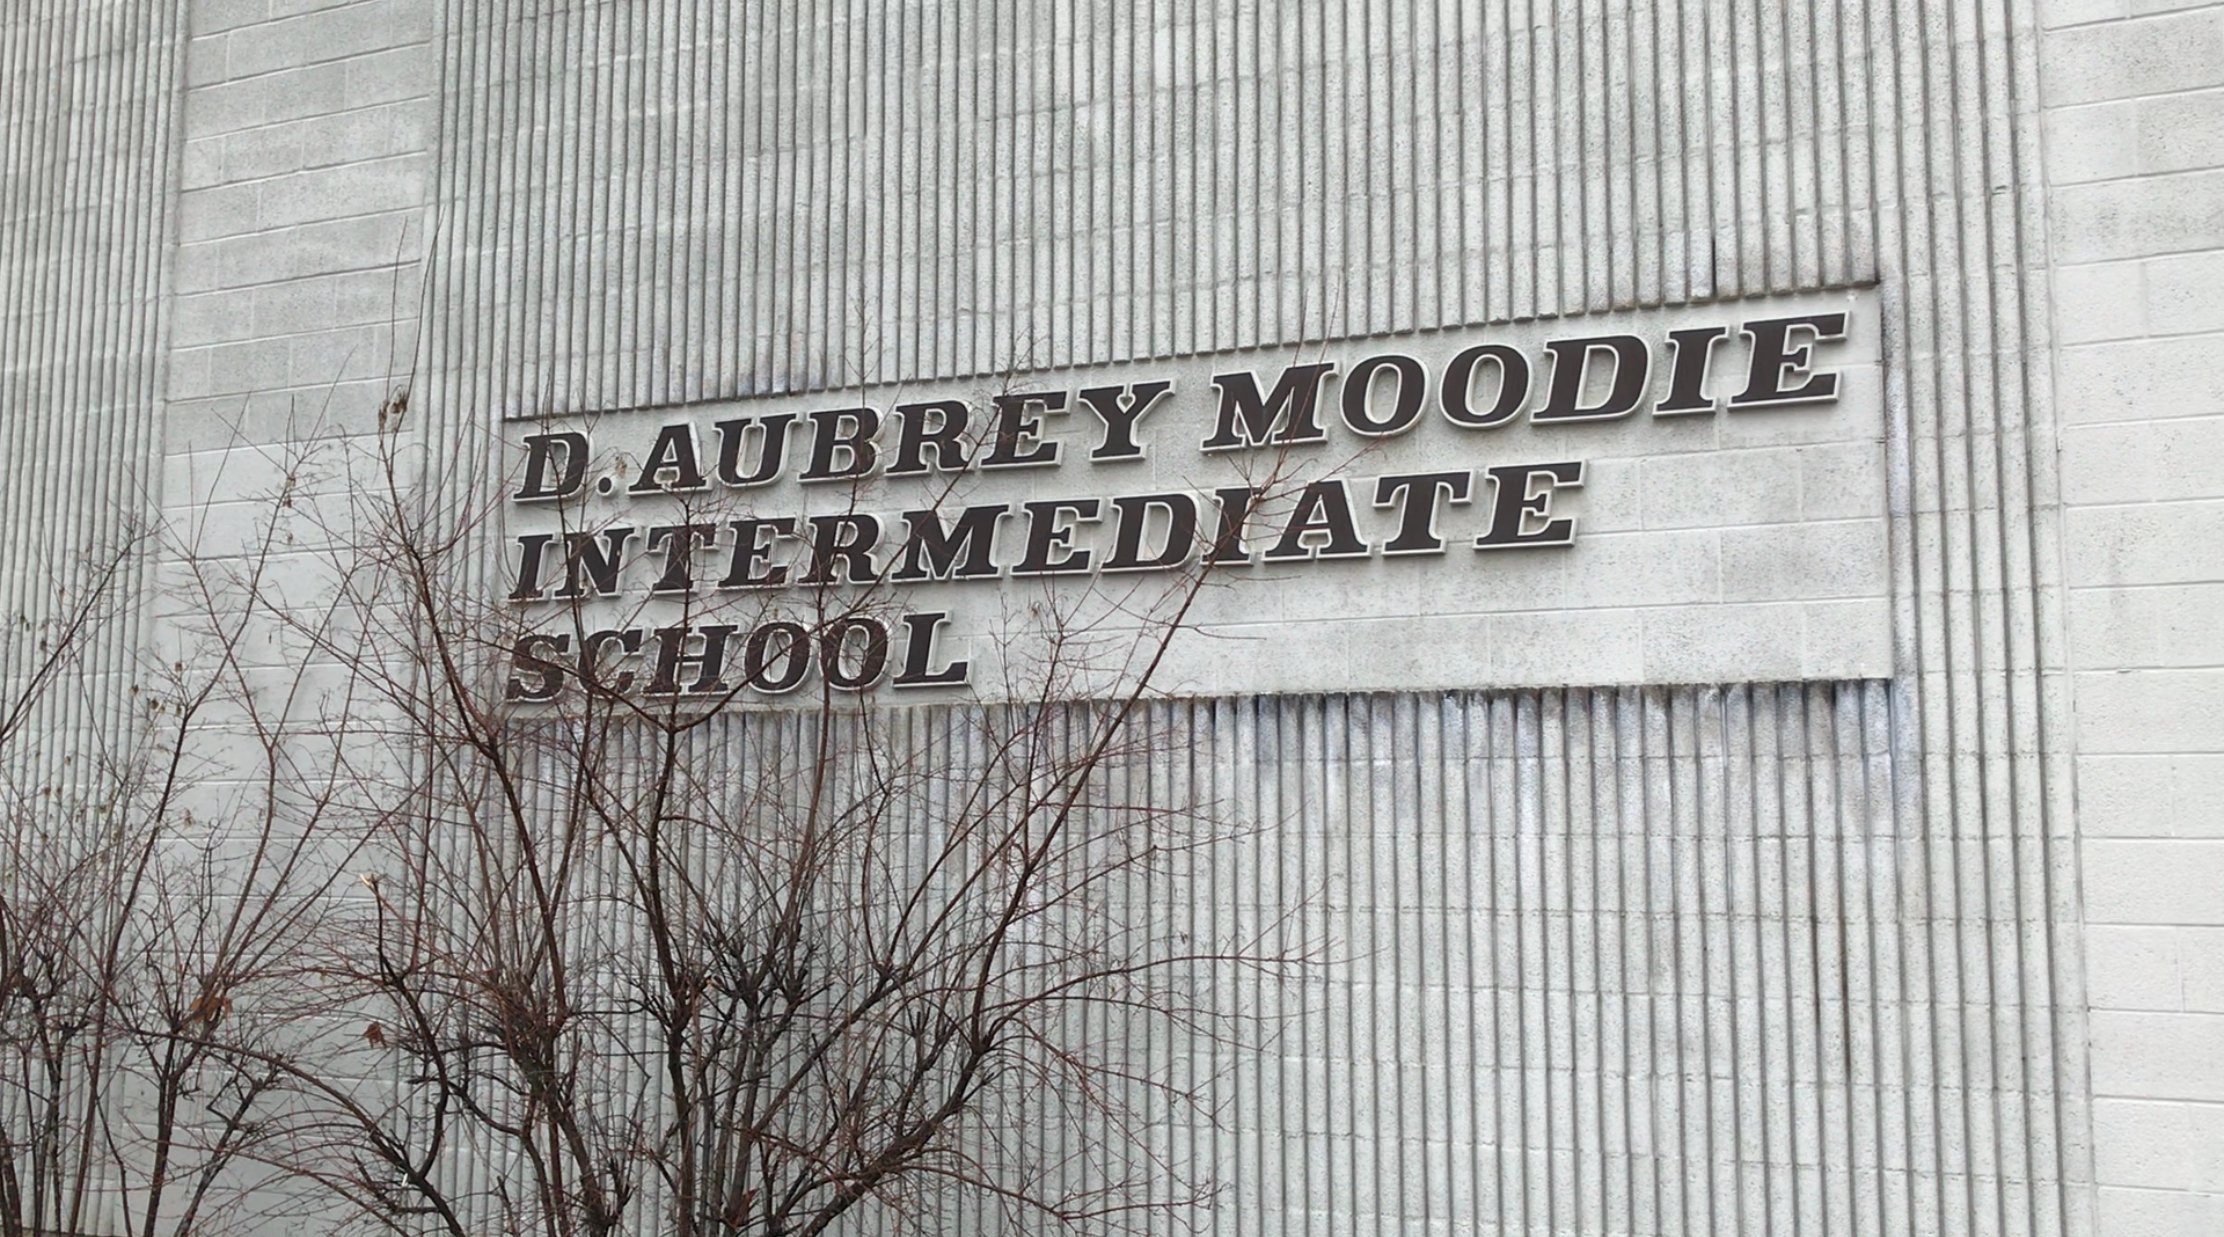 D. AUBREY MOODIE
INTERMEDIATE
SCHOOL